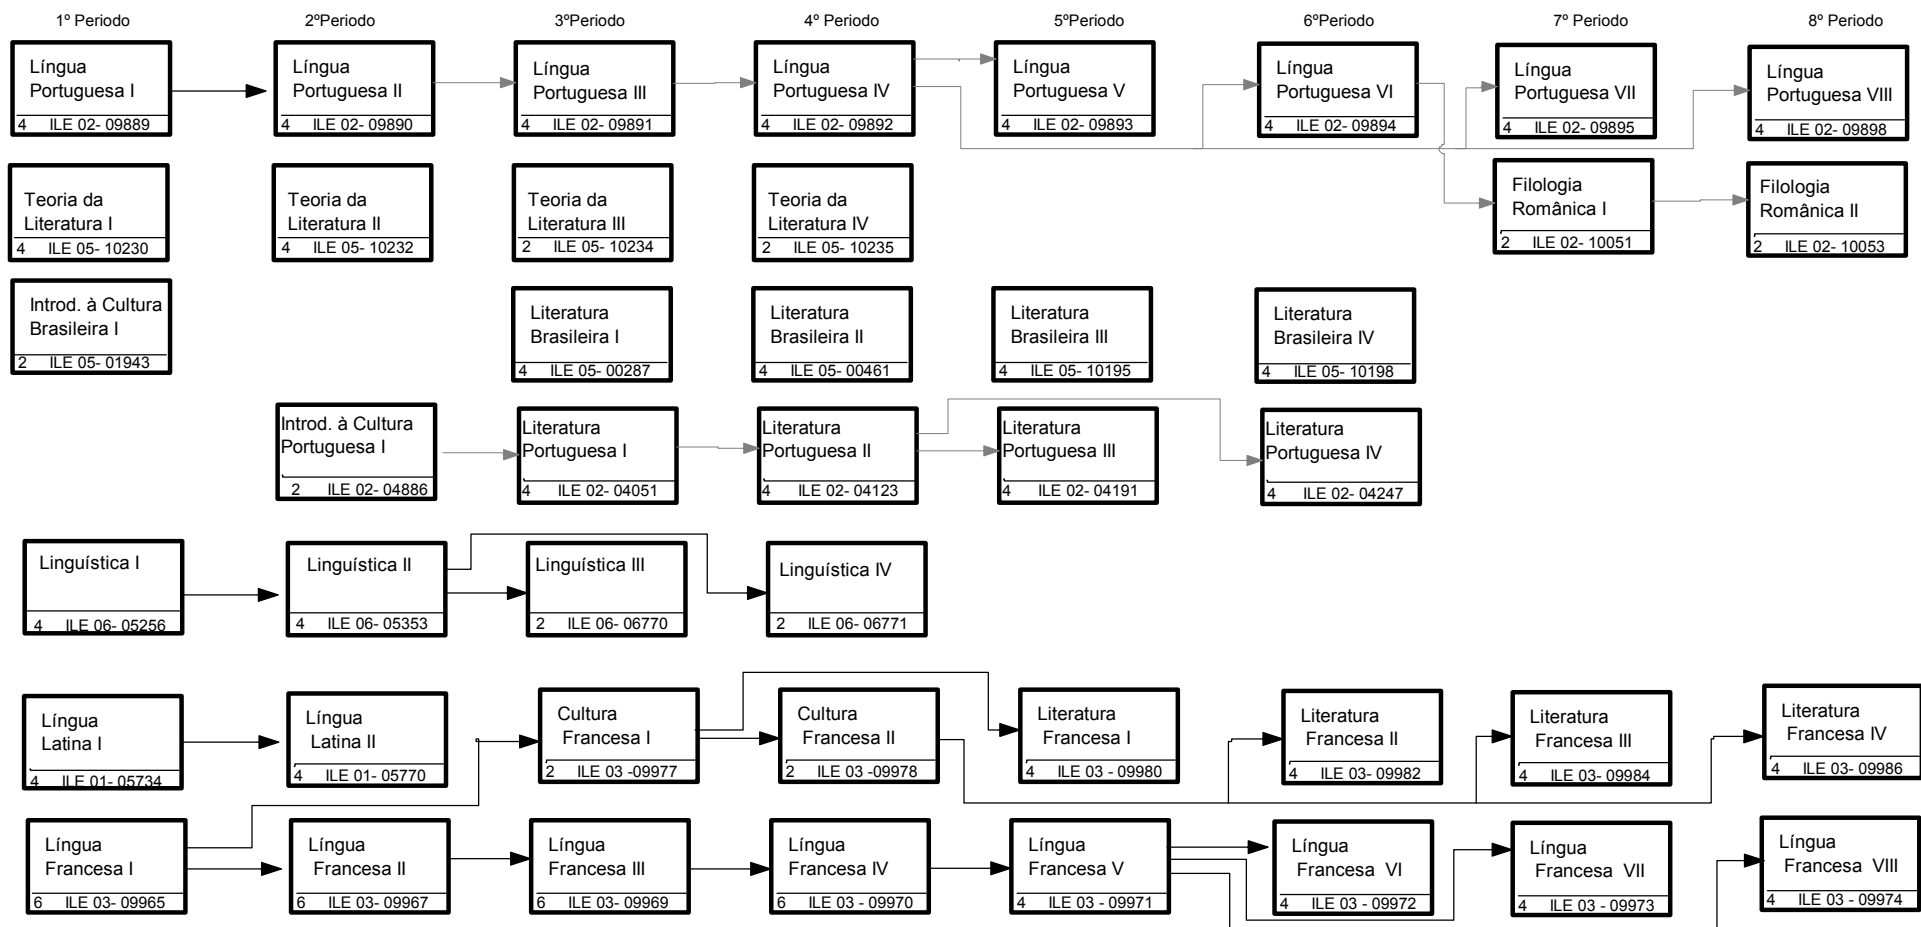 1º Periodo
2ºPeriodo
3ºPeriodo
4º Periodo
5ºPeriodo
6ºPeriodo
7º Periodo
8º Periodo
Língua
Portuguesa I
4 ILE 02- 09889
Língua
Portuguesa II
4 ILE 02- 09890
Língua
Portuguesa III
4 ILE 02- 09891
Língua
Portuguesa IV
4 ILE 02- 09892
Língua
Portuguesa V
4 ILE 02- 09893
Língua
Portuguesa VI
4 ILE 02- 09894
Língua
Portuguesa VII
4 ILE 02- 09895
Língua
Portuguesa VIII
4 ILE 02- 09898
Teoria da
Literatura I
4 ILE 05- 10230
Teoria da
Literatura II
4 ILE 05- 10232
Teoria da
Literatura III
2 ILE 05- 10234
Teoria da
Literatura IV
2 ILE 05- 10235
Filologia
Românica I
2 ILE 02- 10051
Filologia
Românica II
2 ILE 02- 10053
Introd. à Cultura
Brasileira I
2 ILE 05- 01943
Literatura
Brasileira I
4 ILE 05- 00287
Literatura
Brasileira II
4 ILE 05- 00461
Literatura
Brasileira III
4 ILE 05- 10195
Literatura
Brasileira IV
4 ILE 05- 10198
Introd. à Cultura
Portuguesa I
2 ILE 02- 04886
Literatura
Portuguesa I
4 ILE 02- 04051
Literatura
Portuguesa II
4 ILE 02- 04123
Literatura
Portuguesa III
4 ILE 02- 04191
Literatura
Portuguesa IV
4 ILE 02- 04247
Linguística I
4 ILE 06- 05256
Linguística II
4 ILE 06- 05353
Linguística III
2 ILE 06- 06770
Linguística IV
2 ILE 06- 06771
Língua
Latina I
4 ILE 01- 05734
Língua
Latina II
4 ILE 01- 05770
Cultura
Francesa I
2 ILE 03 -09977
Cultura
Francesa II
2 ILE 03 -09978
Literatura
Francesa I
4 ILE 03 - 09980
Literatura
Francesa II
4 ILE 03- 09982
Literatura
Francesa III
4 ILE 03- 09984
Literatura
Francesa IV
4 ILE 03- 09986
Língua
Francesa I
6 ILE 03- 09965
Língua
Francesa II
6 ILE 03- 09967
Língua
Francesa III
6 ILE 03- 09969
Língua
Francesa IV
6 ILE 03 - 09970
Língua
Francesa V
4 ILE 03 - 09971
Língua
Francesa VI
4 ILE 03 - 09972
Língua
Francesa VII
4 ILE 03 - 09973
Língua
Francesa VIII
4 ILE 03 - 09974